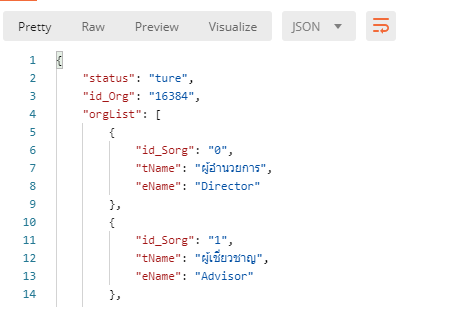 Pretty Raw Preview Visualize JSON
1 {
2 "status": "ture",
3 "id_Org": "16384",
4 "orgList": [
5 {
6 "id_Sorg": "0",
7 "tName": "ผู้อำนวยการ",
8 "eName": "Director"
9 },
10 {
11 "id_Sorg": "1",
12 "tName": "ผู้เชี่ยวชาญ",
13 "eName": "Advisor"
14 },